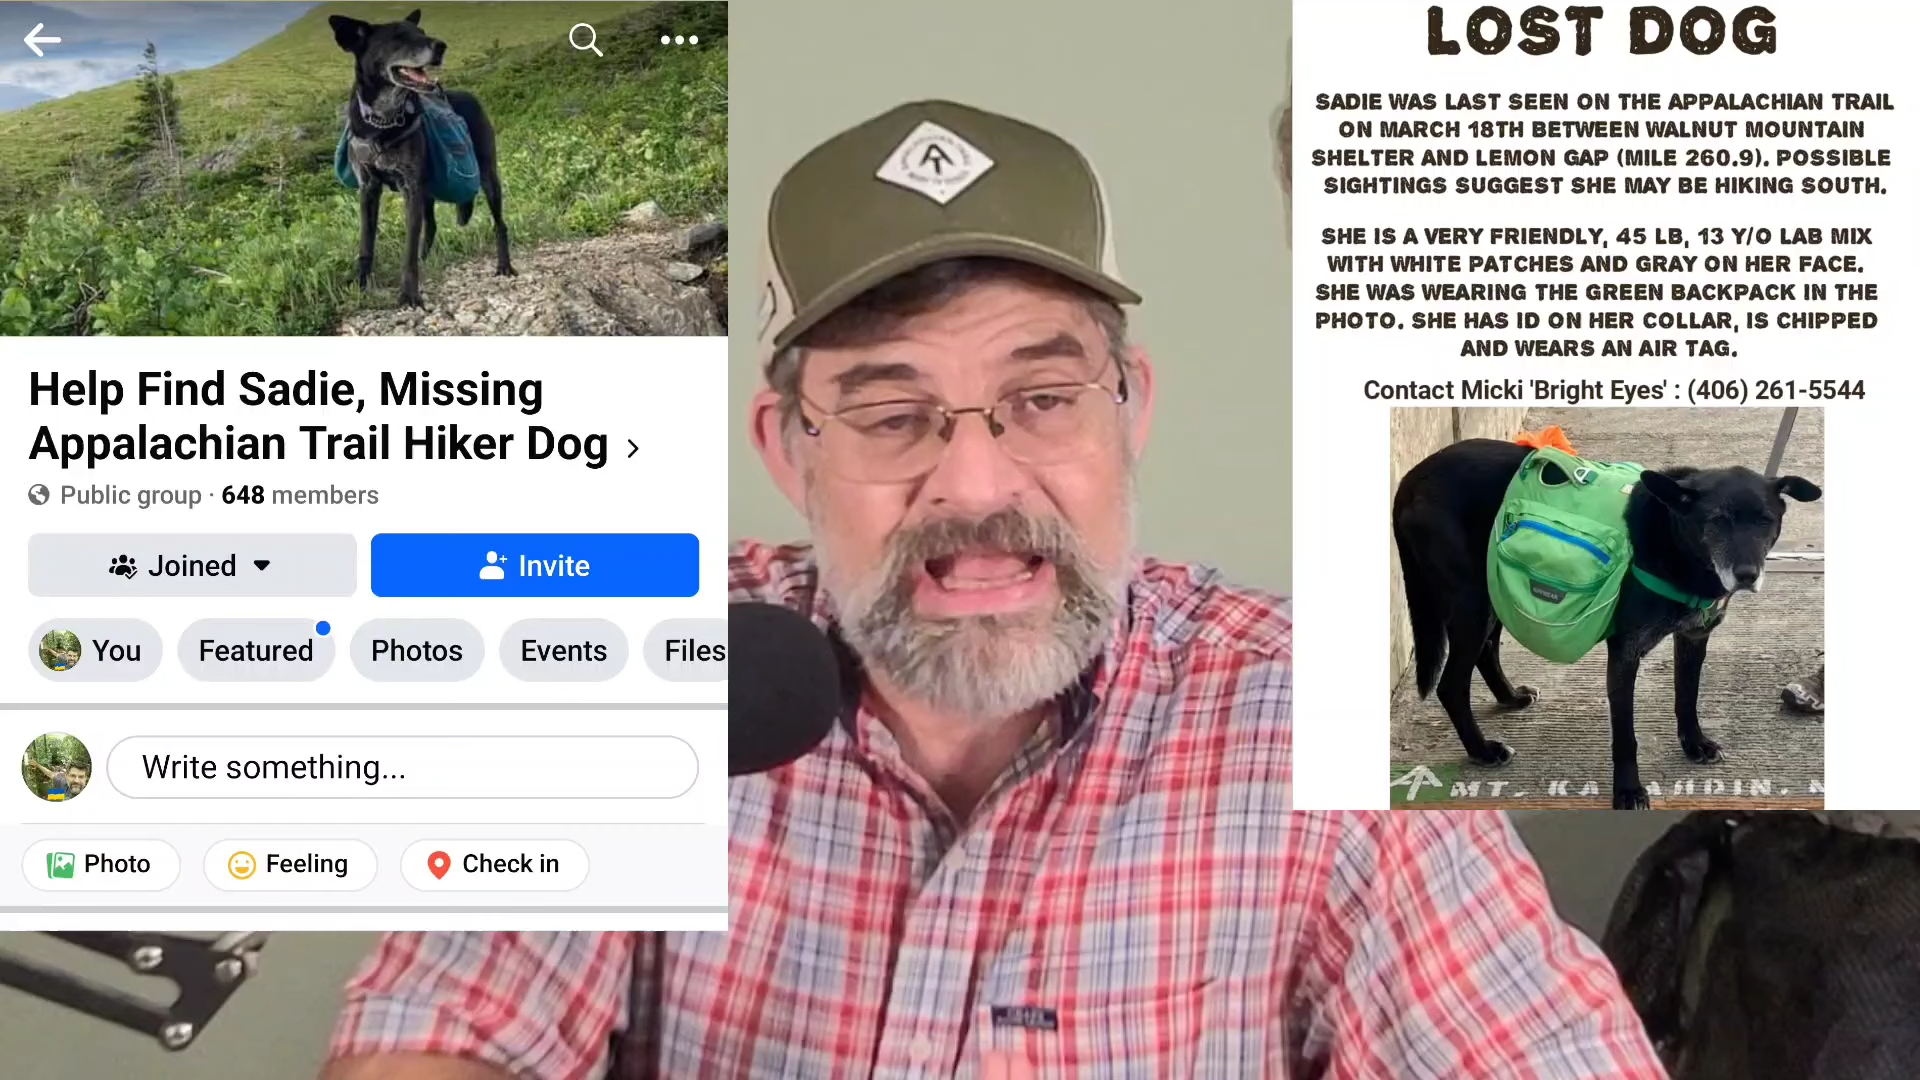 Help Find Sadie, Missing
Appalachian Trail Hiker Dog
Public group · 648 members
Joined
Invite
You
Featured
Photos
Events
Files
Write something...
Photo
Feeling
Check in
LOST DOG
SADIE WAS LAST SEEN ON THE APPALACHIAN TRAIL
ON MARCH 18TH BETWEEN WALNUT MOUNTAIN
SHELTER AND LEMON GAP (MILE 260.9). POSSIBLE
SIGHTINGS SUGGEST SHE MAY BE HIKING SOUTH.
SHE IS A VERY FRIENDLY, 45 LB, 13 Y/O LAB MIX
WITH WHITE PATCHES AND GRAY ON HER FACE.
SHE WAS WEARING THE GREEN BACKPACK IN THE
PHOTO. SHE HAS ID ON HER COLLAR, IS CHIPPED
AND WEARS AN AIR TAG.
Contact Micki 'Bright Eyes' : (406) 261-5544
MT. KATAHDIN, M